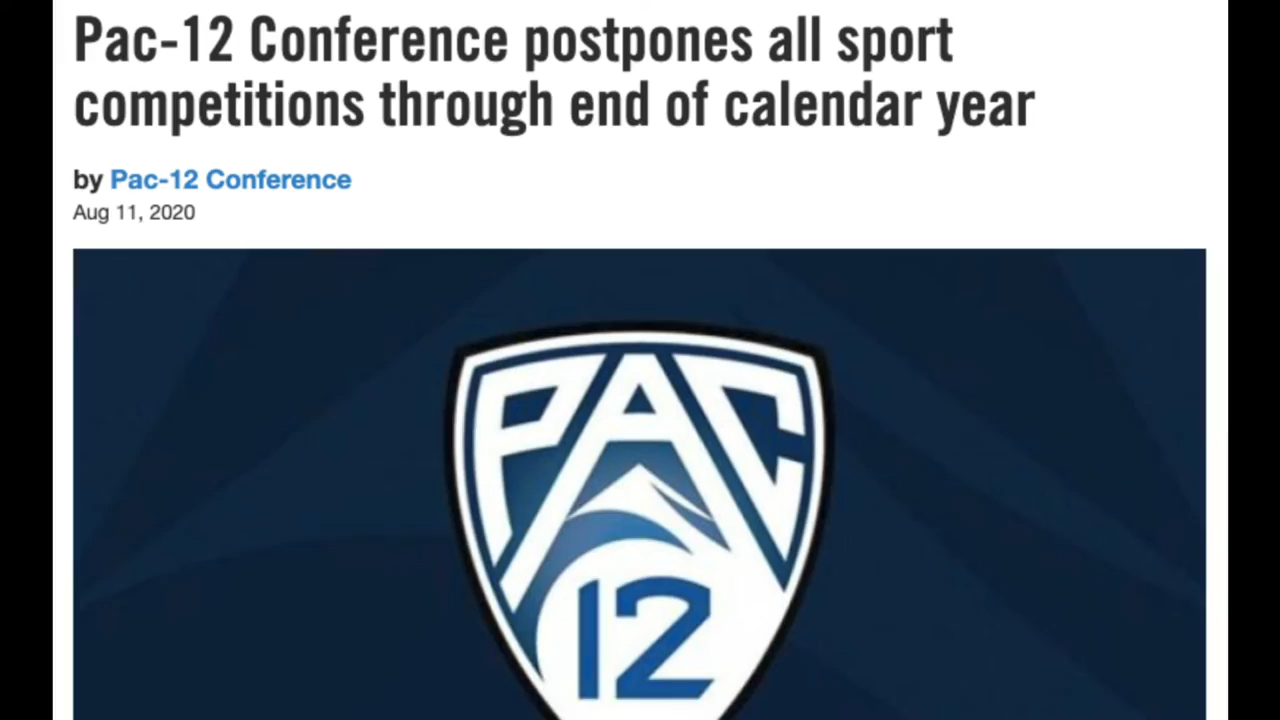 Pac-12 Conference postpones all sport
competitions through end of calendar year
by Pac-12 Conference
Aug 11, 2020
PAC
12